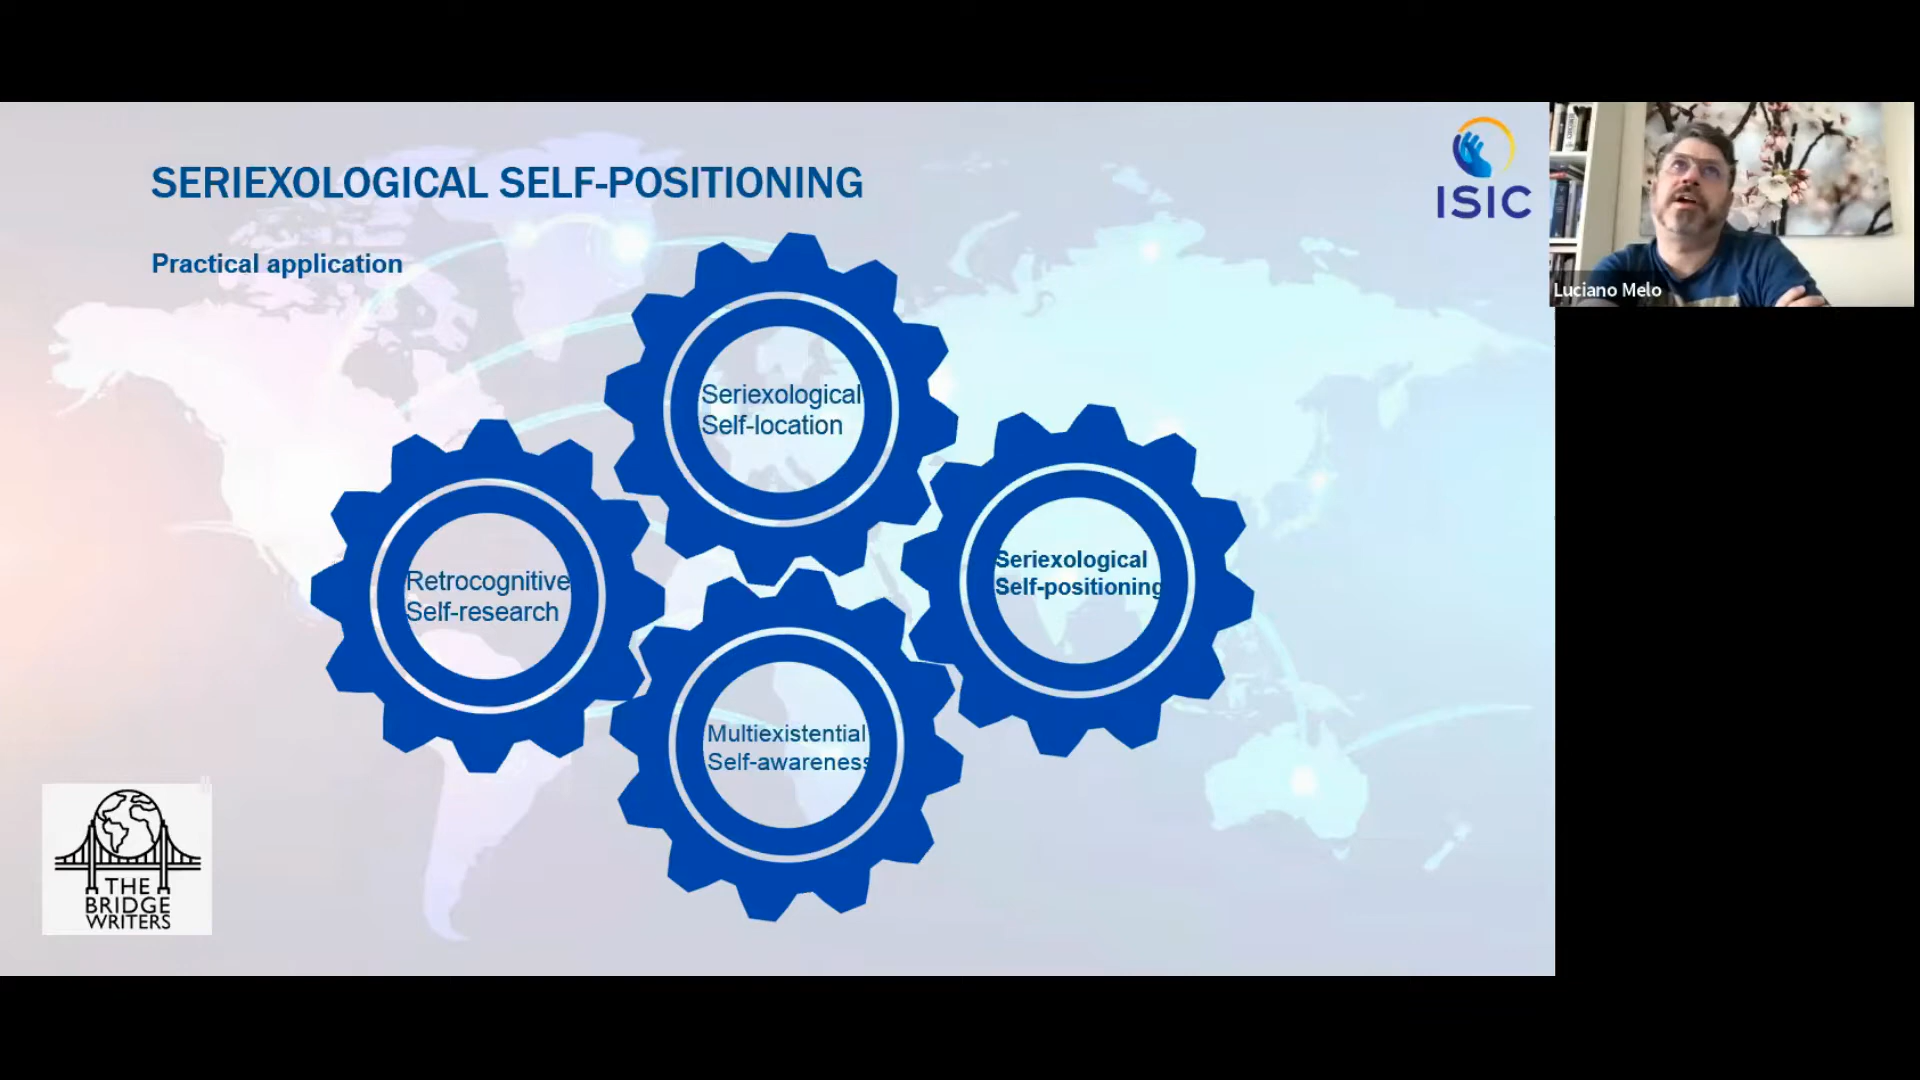 SERIEXOLOGICAL SELF-POSITIONING
Practical application
ISIC
Luciano Melo
Seriexological
Self-location
Retrocognitive
Self-research
Seriexological
Self-positioning
Multiexistential
Self-awareness
THE
BRIDGE
WRITERS